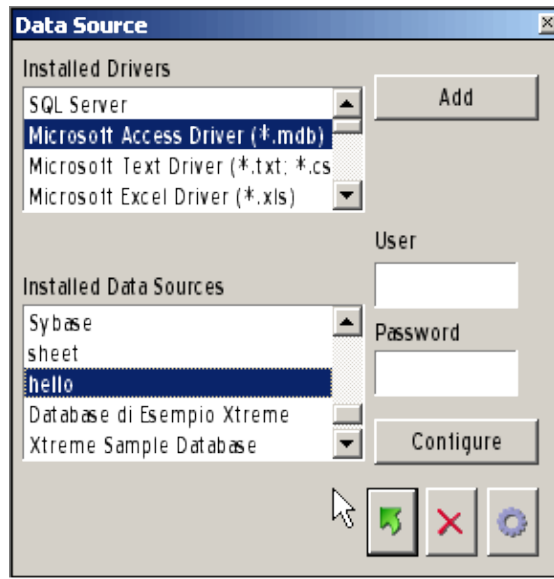 Data Source
Installed Drivers
SQL Server
Microsoft Access Driver (*.mdb)
Microsoft Text Driver (*.txt; *.cs
Microsoft Excel Driver (*.xls)
Add
User
Installed Data Sources
Sybase
sheet
hello
Database di Esempio Xtreme
Xtreme Sample Database
Password
Configure